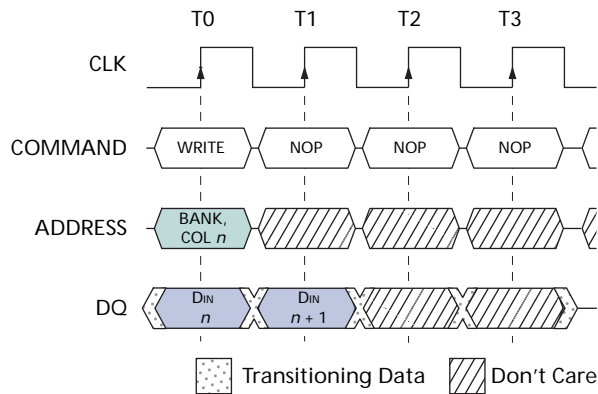 T0 T1 T2 T3
CLK
COMMAND WRITE NOP NOP NOP
ADDRESS BANK,
COL n
DQ DIN DIN
n n + 1
Transitioning Data Don't Care